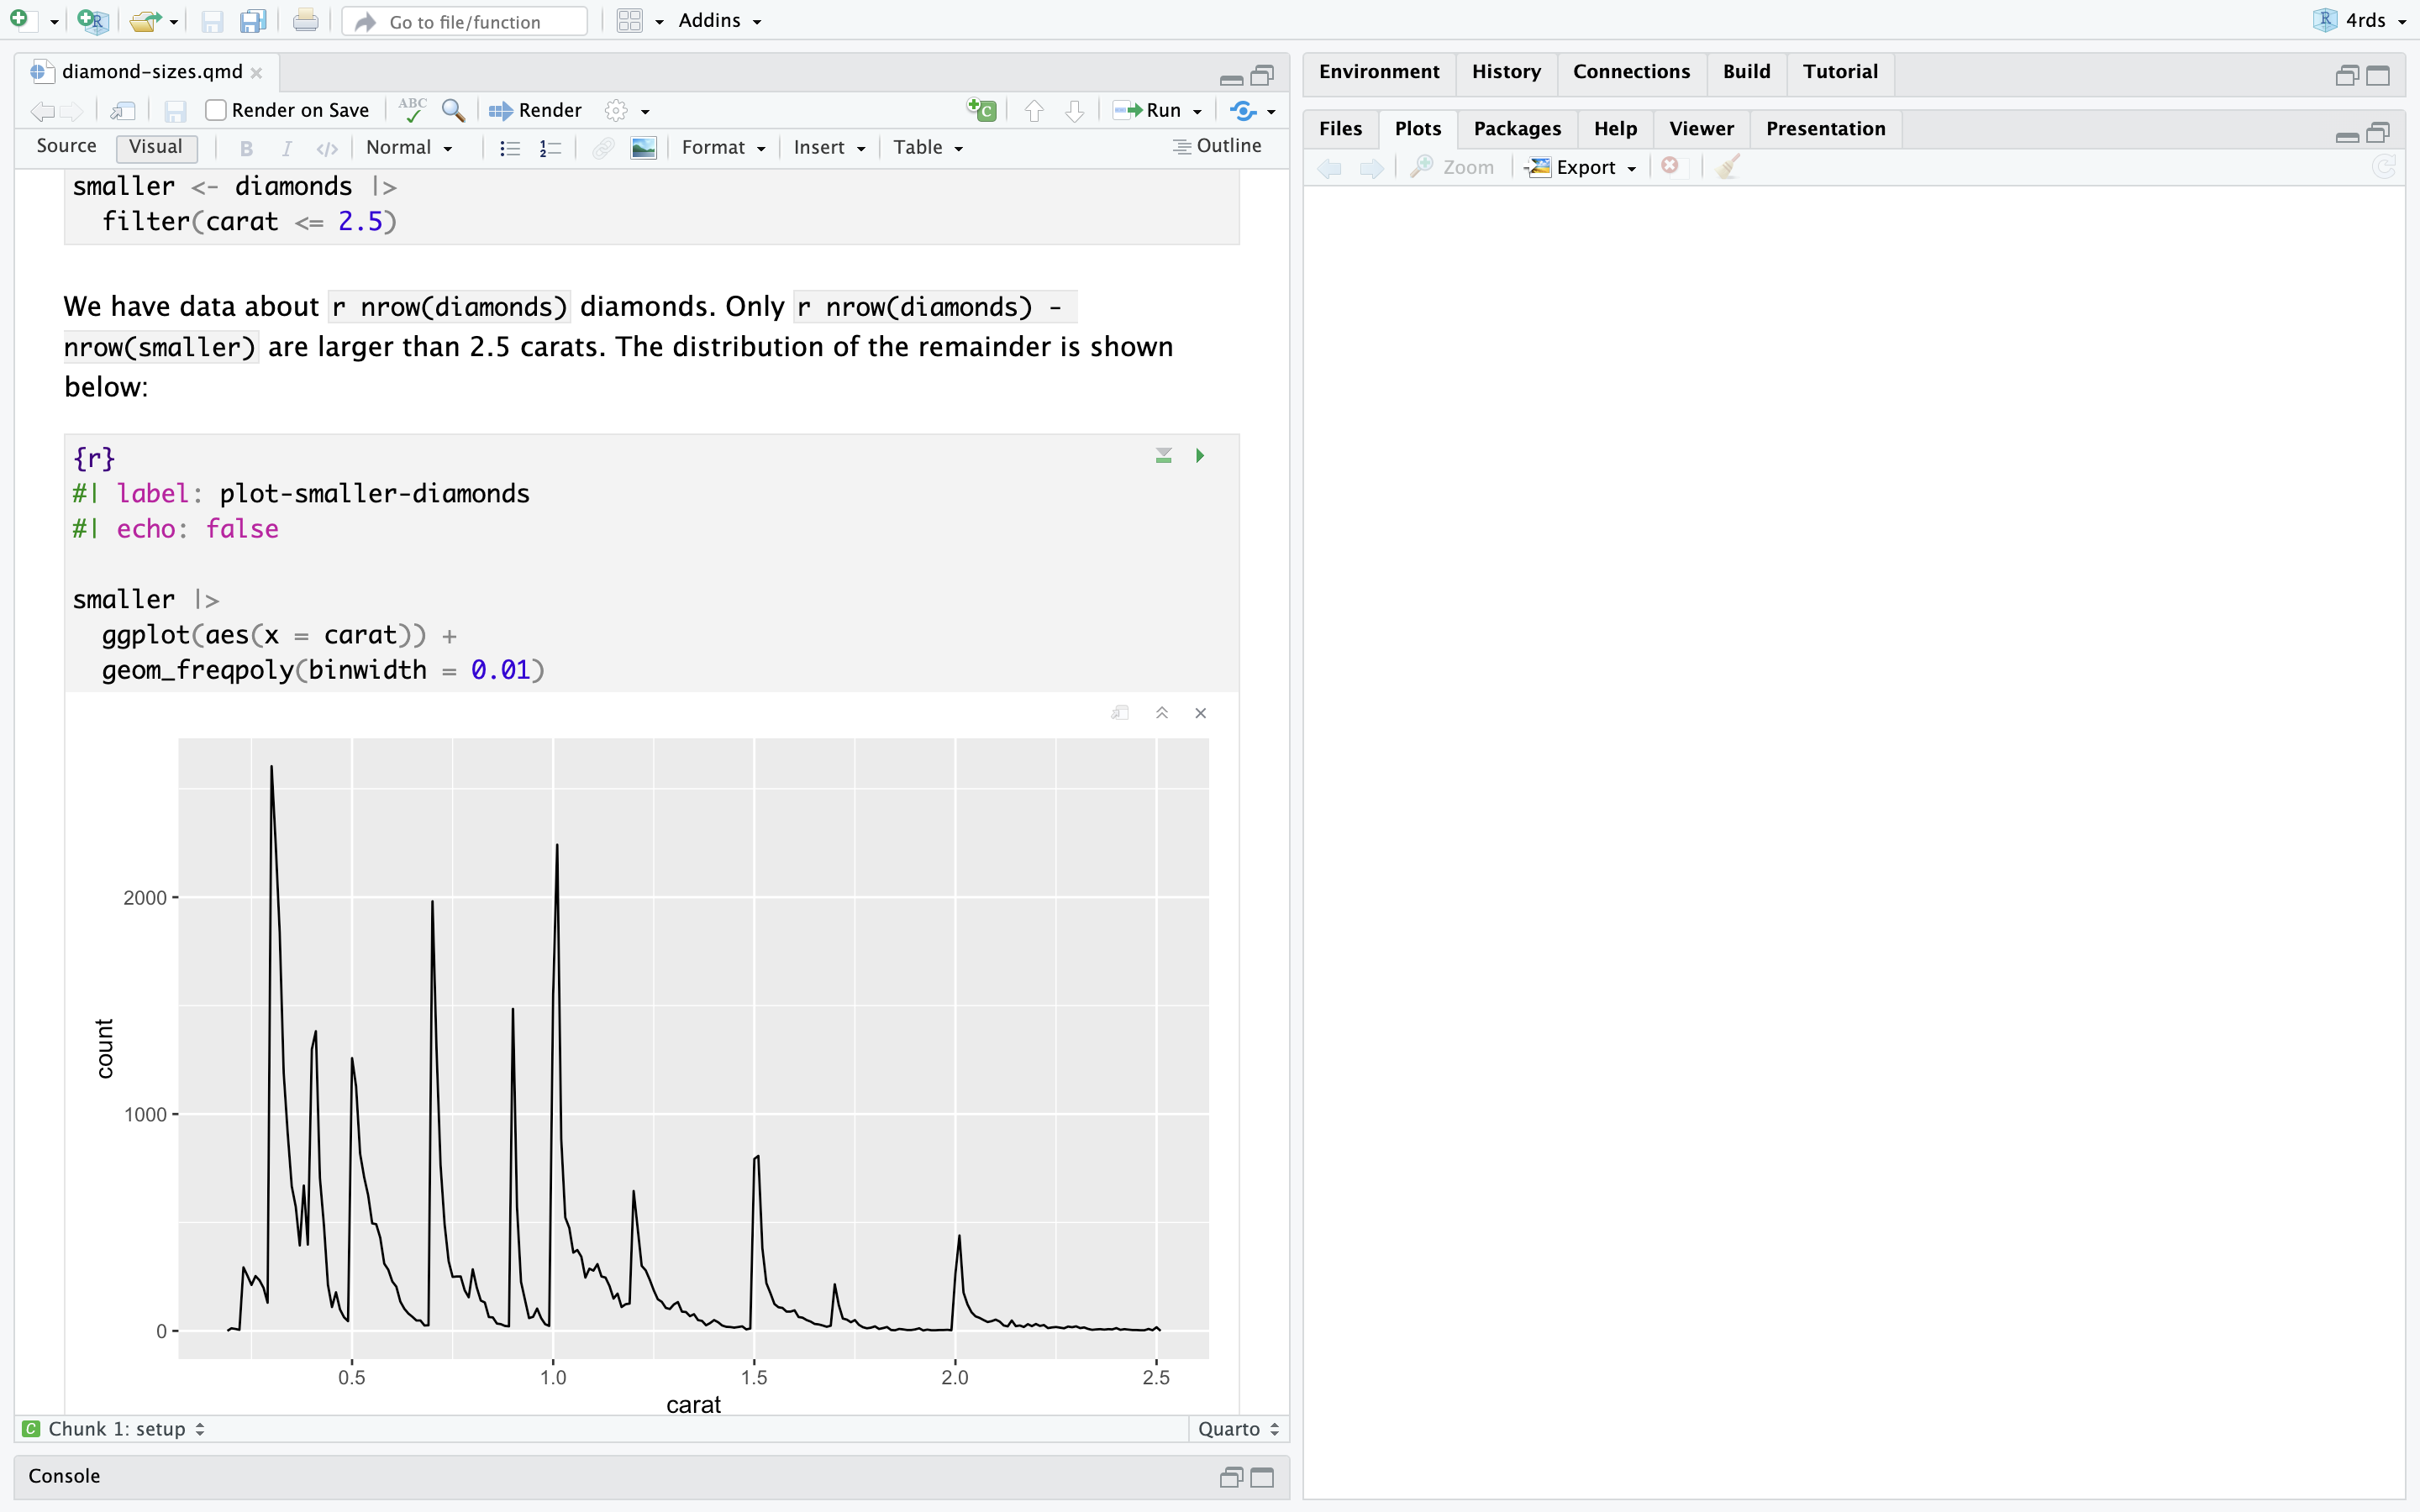 Go to file/function
Addins
4rds
diamond-sizes.qmd
Render on Save
ABC
Render
Run
Source
Visual
B
I
</>
Normal
Format
Insert
Table
Outline
smaller <- diamonds |>
filter(carat <= 2.5)
We have data about r nrow(diamonds) diamonds. Only r nrow(diamonds) -
nrow(smaller) are larger than 2.5 carats. The distribution of the remainder is shown
below:
{r}
#| label: plot-smaller-diamonds
#| echo: false
smaller |>
ggplot(aes(x = carat)) +
geom_freqpoly(binwidth = 0.01)
2000
1000
0
count
0.5 1.0 1.5 2.0 2.5
carat
C Chunk 1: setup
Quarto
Console
Environment History Connections Build Tutorial
Files Plots Packages Help Viewer Presentation
Zoom
Export